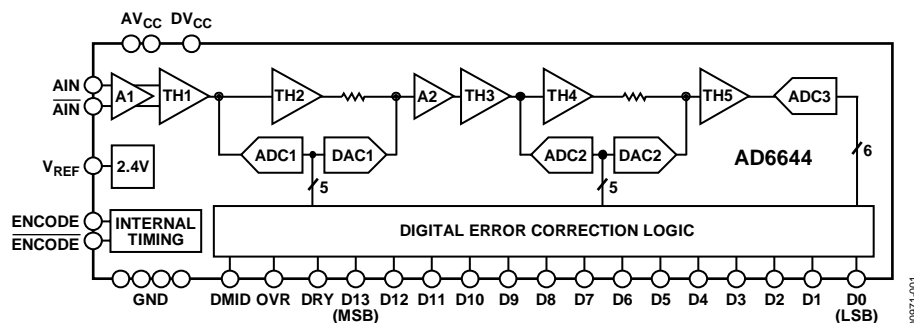 AVCC DVCC
AIN
AIN
A1 TH1 TH2 A2 TH3 TH4 TH5 ADC3
ADC1 DAC1 ADC2 DAC2 AD6644
VREF 2.4V
5 5 6
ENCODE
ENCODE
INTERNAL
TIMING
DIGITAL ERROR CORRECTION LOGIC
GND DMID OVR DRY D13 D12 D11 D10 D9 D8 D7 D6 D5 D4 D3 D2 D1 D0
(MSB) (LSB)
00971-001